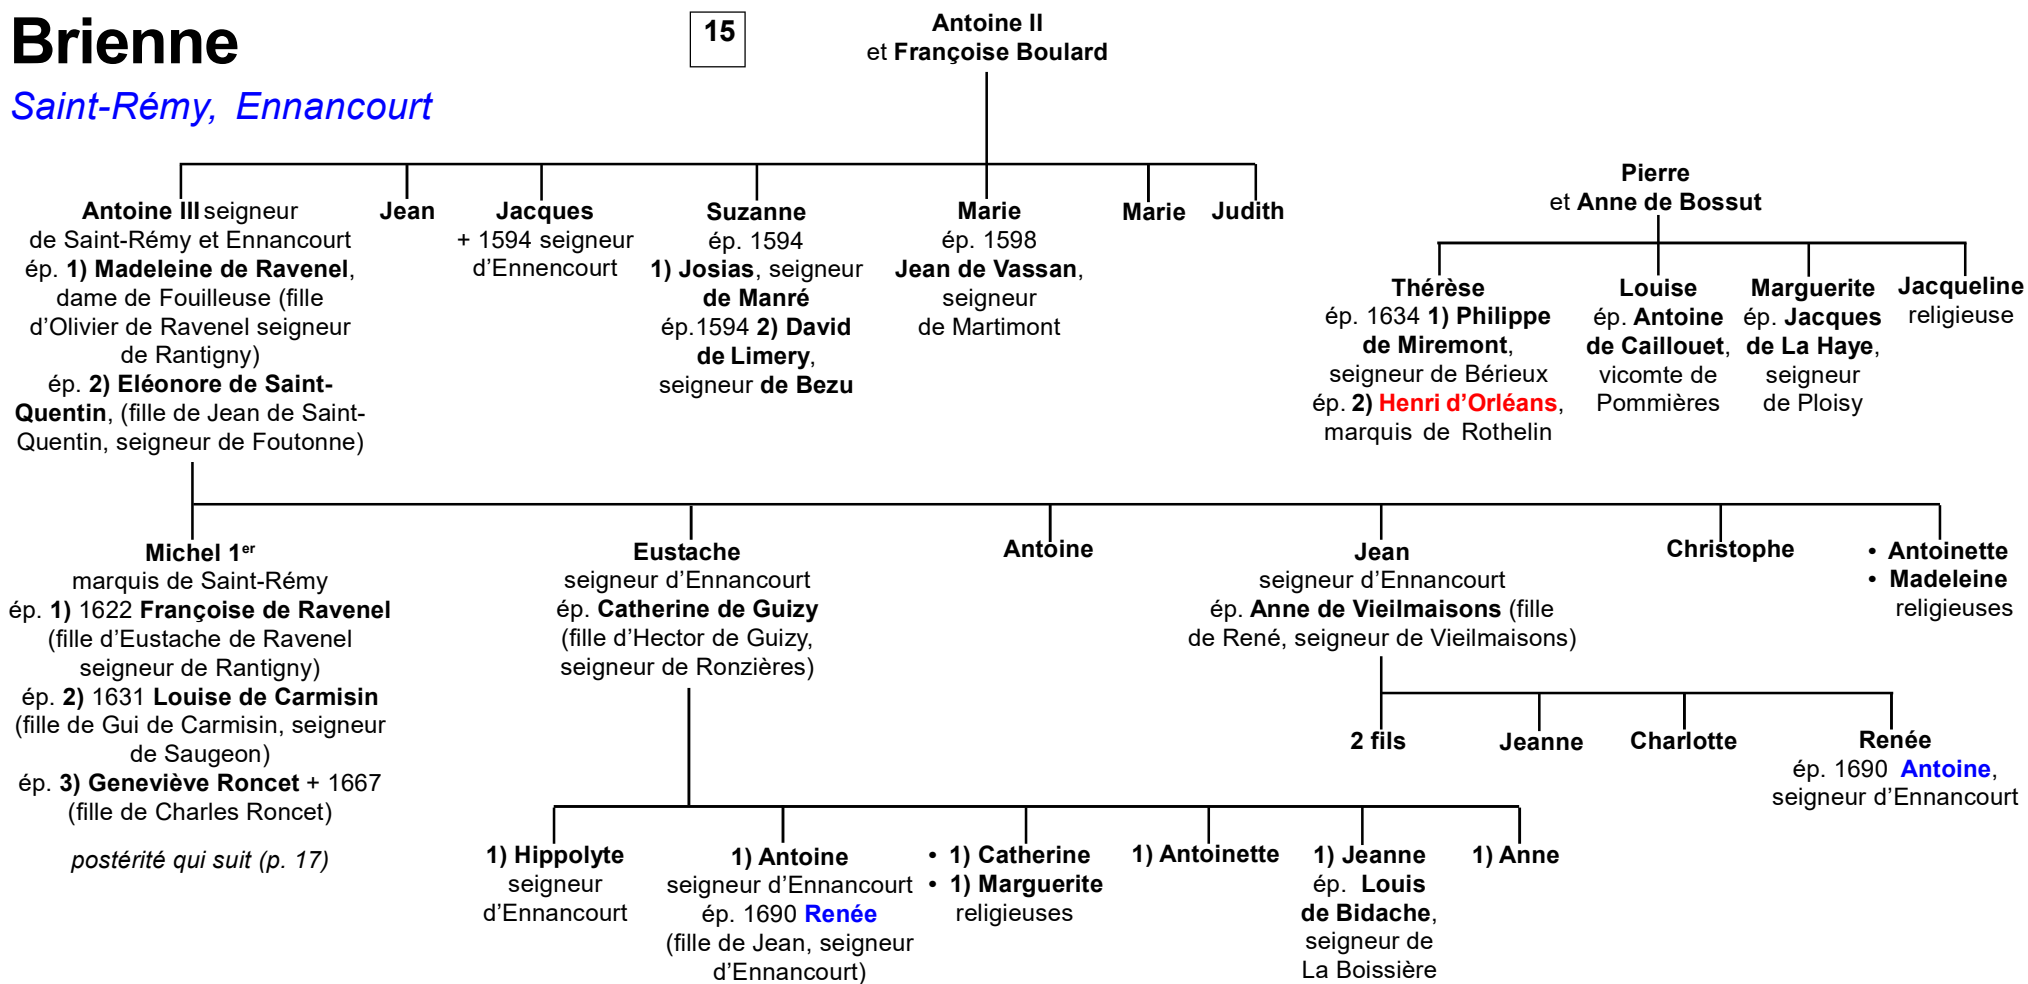 Brienne
Saint-Rémy, Ennancourt
15
Antoine II
et Françoise Boulard
Antoine III seigneur
de Saint-Rémy et Ennancourt
ép. 1) Madeleine de Ravenel,
dame de Fouilleuse (fille
d’Olivier de Ravenel seigneur
de Rantigny)
ép. 2) Eléonore de Saint-
Quentin, (fille de Jean de Saint-
Quentin, seigneur de Foutonne)
Jean
Jacques
+ 1594 seigneur
d’Ennencourt
Suzanne
ép. 1594
1) Josias, seigneur
de Manré
ép.1594 2) David
de Limery,
seigneur de Bezu
Marie
ép. 1598
Jean de Vassan,
seigneur
de Martimont
Marie
Judith
Pierre
et Anne de Bossut
Thérèse
ép. 1634 1) Philippe
de Miremont,
seigneur de Bérieux
ép. 2) Henri d’Orléans,
marquis de Rothelin
Louise
ép. Antoine
de Caillouet,
vicomte de
Pommières
Marguerite
ép. Jacques
de La Haye,
seigneur
de Ploisy
Jacqueline
religieuse
Michel 1er
marquis de Saint-Rémy
ép. 1) 1622 Françoise de Ravenel
(fille d’Eustache de Ravenel
seigneur de Rantigny)
ép. 2) 1631 Louise de Carmisin
(fille de Gui de Carmisin, seigneur
de Saugeon)
ép. 3) Geneviève Roncet + 1667
(fille de Charles Roncet)
postérité qui suit (p. 17)
Eustache
seigneur d’Ennancourt
ép. Catherine de Guizy
(fille d’Hector de Guizy,
seigneur de Ronzières)
Antoine
Jean
seigneur d’Ennancourt
ép. Anne de Vieilmaisons (fille
de René, seigneur de Vieilmaisons)
Christophe
• Antoinette
• Madeleine
religieuses
2 fils
Jeanne
Charlotte
Renée
ép. 1690 Antoine,
seigneur d’Ennancourt
1) Hippolyte
seigneur
d’Ennancourt
1) Antoine
seigneur d’Ennancourt
ép. 1690 Renée
(fille de Jean, seigneur
d’Ennancourt)
• 1) Catherine
• 1) Marguerite
religieuses
1) Antoinette
1) Jeanne
ép. Louis
de Bidache,
seigneur de
La Boissière
1) Anne